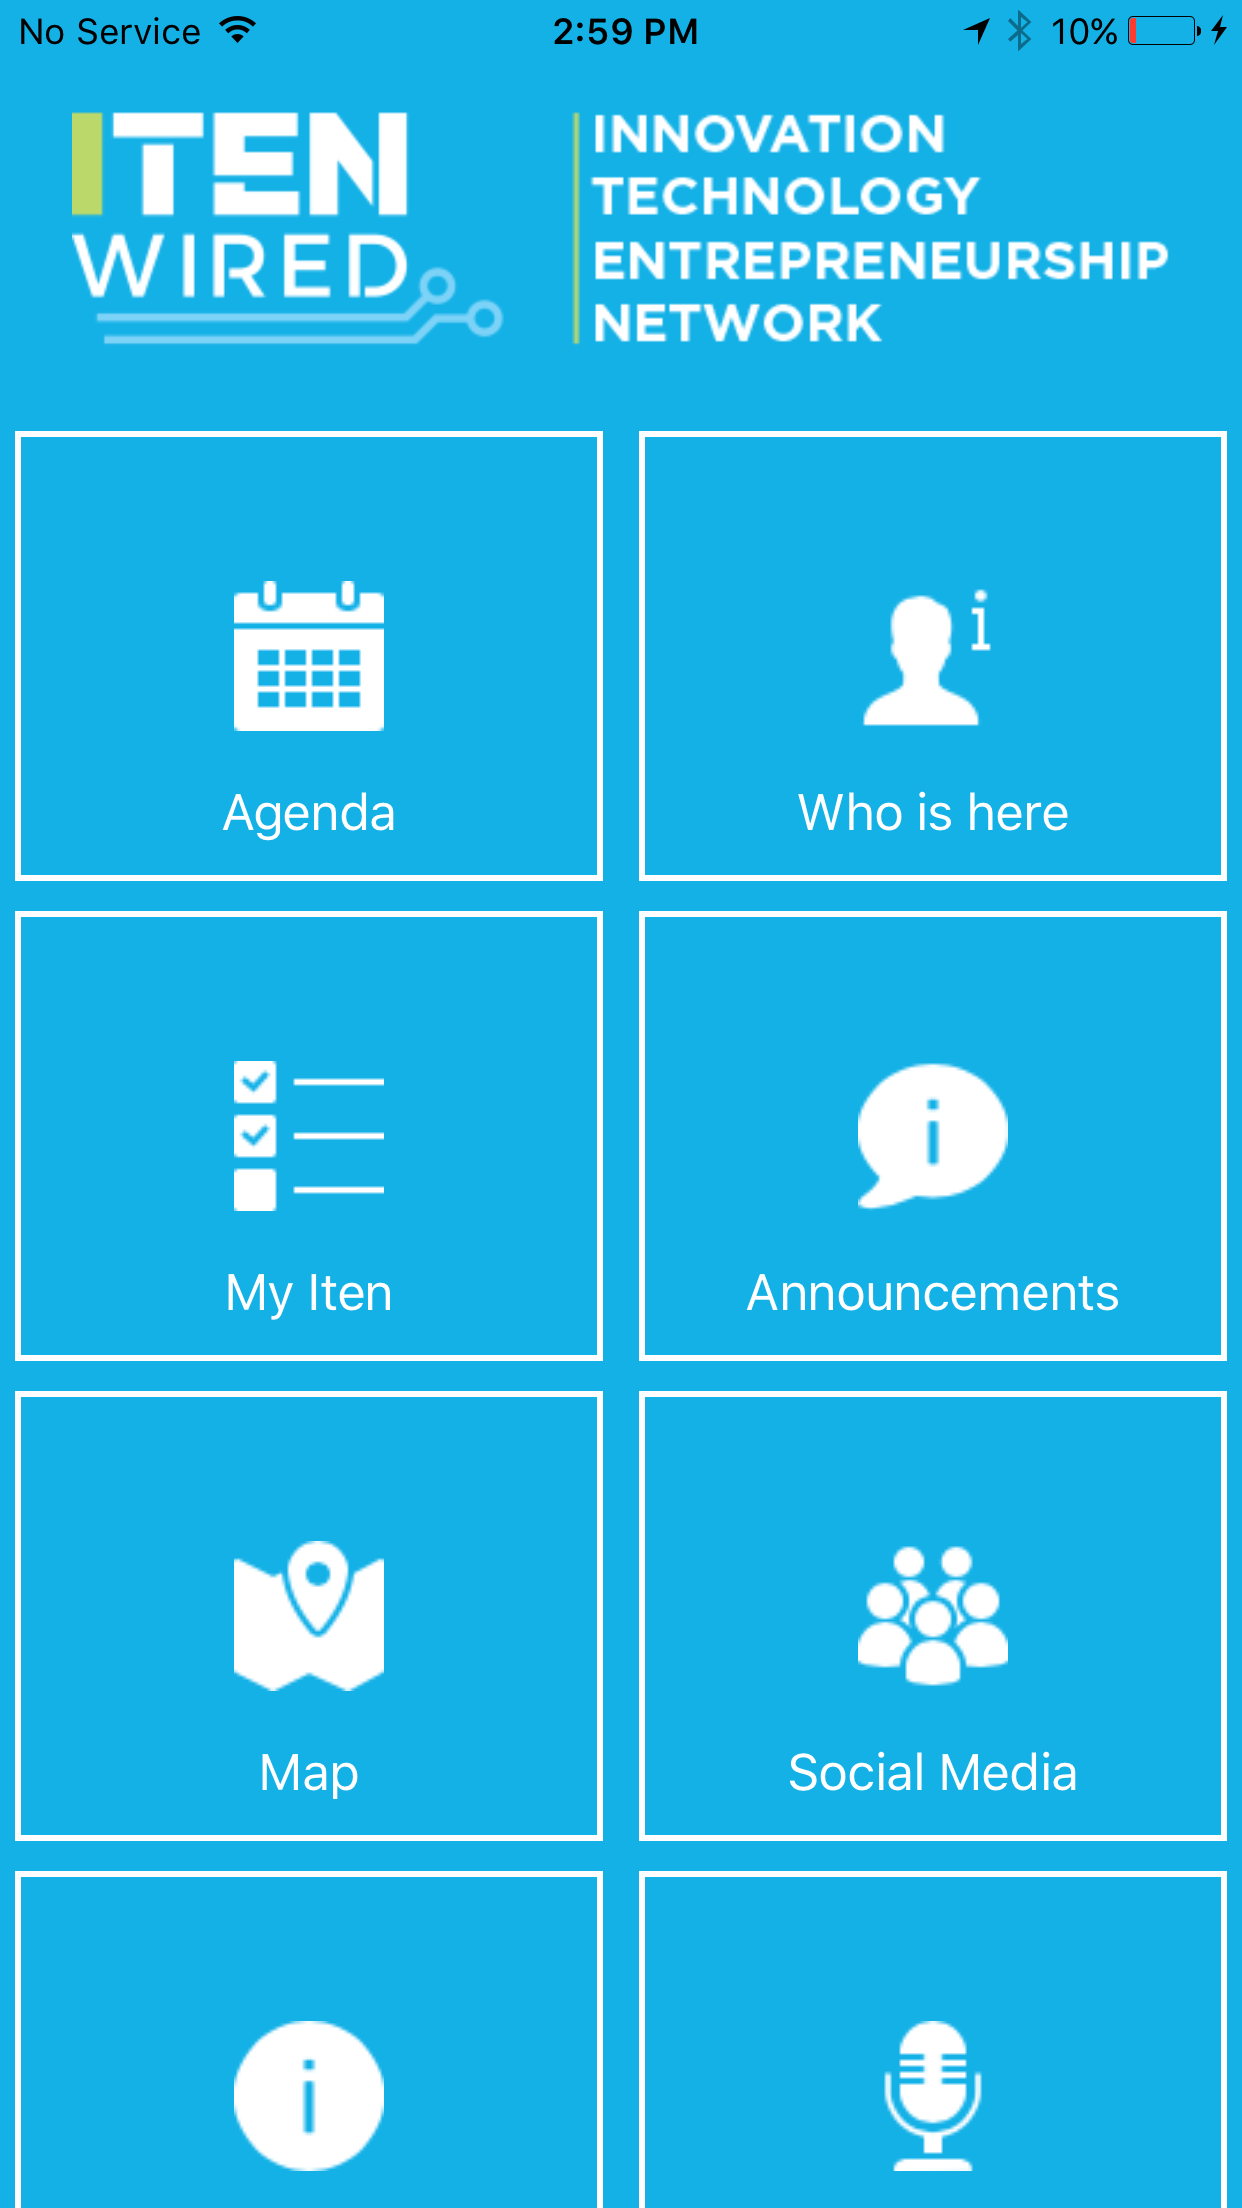 No Service 2:59 PM 10%
ITEN
WIRED
INNOVATION
TECHNOLOGY
ENTREPRENEURSHIP
NETWORK
Agenda
Who is here
My Iten
Announcements
Map
Social Media